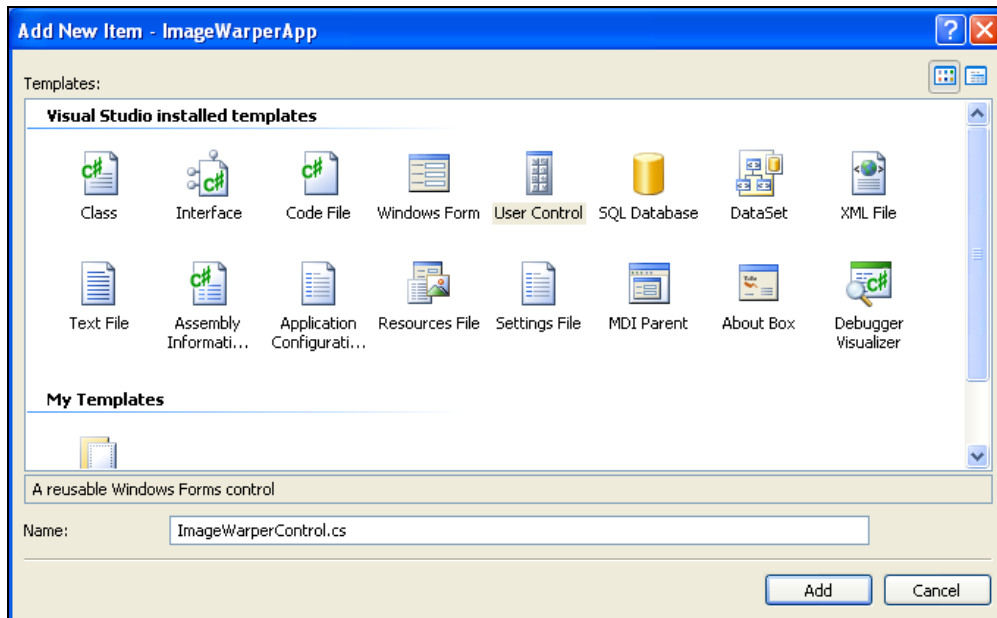 Add New Item - ImageWarperApp
Templates:
Visual Studio installed templates
Class Interface Code File Windows Form User Control SQL Database DataSet XML File
Text File Assembly Informati... Application Configurati... Resources File Settings File MDI Parent About Box Debugger Visualizer
My Templates
A reusable Windows Forms control
Name: ImageWarperControl.cs
Add Cancel